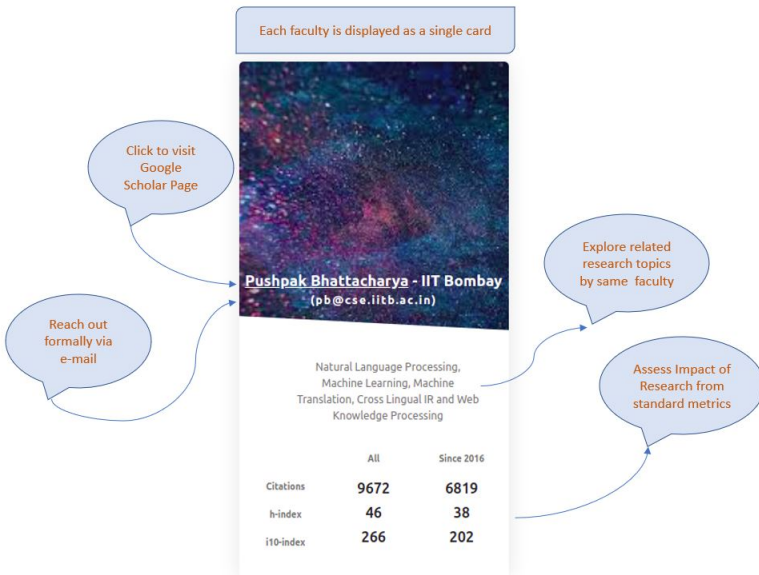 Each faculty is displayed as a single card
Click to visit
Google
Scholar Page
Pushpak Bhattacharya - IIT Bombay
(pb@cse.iitb.ac.in)
Explore related
research topics
by same faculty
Reach out
formally via
e-mail
Natural Language Processing,
Machine Learning, Machine
Translation, Cross Lingual IR and Web
Knowledge Processing
Assess Impact of
Research from
standard metrics
All Since 2016
Citations 9672 6819
h-index 46 38
i10-index 266 202